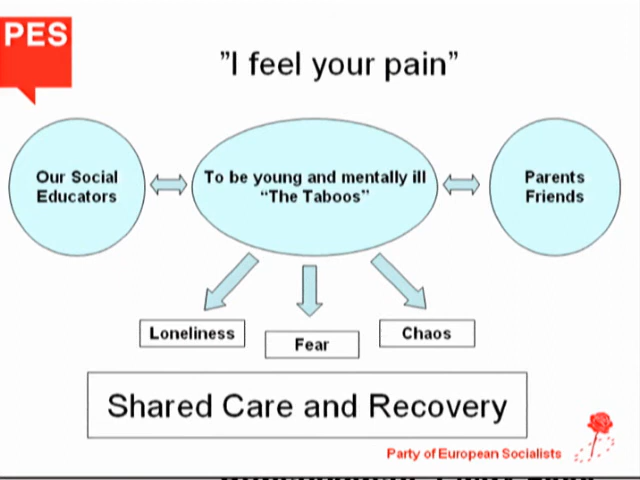 PES
"I feel your pain"
Our Social
Educators
To be young and mentally ill
"The Taboos"
Parents
Friends
Loneliness
Fear
Chaos
Shared Care and Recovery
Party of European Socialists